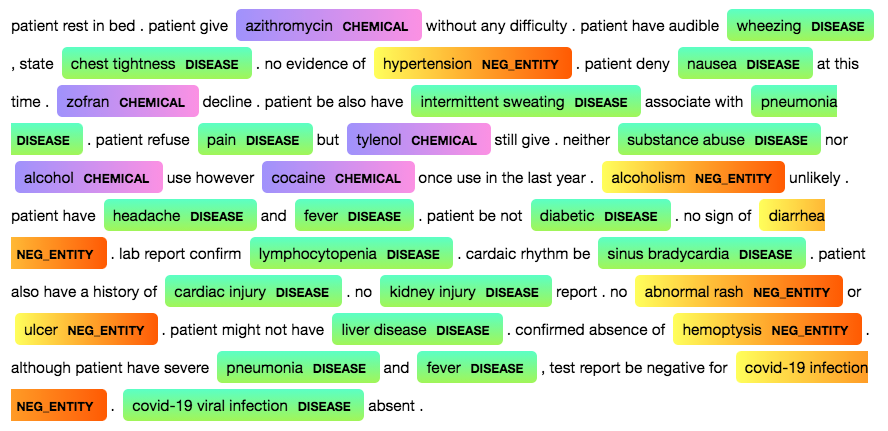 patient rest in bed . patient give azithromycin CHEMICAL without any difficulty . patient have audible wheezing DISEASE
, state chest tightness DISEASE . no evidence of hypertension NEG_ENTITY . patient deny nausea DISEASE at this
time . zofran CHEMICAL decline . patient be also have intermittent sweating DISEASE associate with pneumonia
DISEASE . patient refuse pain DISEASE but tylenol CHEMICAL still give . neither substance abuse DISEASE nor
alcohol CHEMICAL use however cocaine CHEMICAL once use in the last year . alcoholism NEG_ENTITY unlikely .
patient have headache DISEASE and fever DISEASE . patient be not diabetic DISEASE . no sign of diarrhea
NEG_ENTITY . lab report confirm lymphocytopenia DISEASE . cardaic rhythm be sinus bradycardia DISEASE . patient
also have a history of cardiac injury DISEASE . no kidney injury DISEASE report . no abnormal rash NEG_ENTITY or
ulcer NEG_ENTITY . patient might not have liver disease DISEASE . confirmed absence of hemoptysis NEG_ENTITY .
although patient have severe pneumonia DISEASE and fever DISEASE , test report be negative for covid-19 infection
NEG_ENTITY . covid-19 viral infection DISEASE absent .